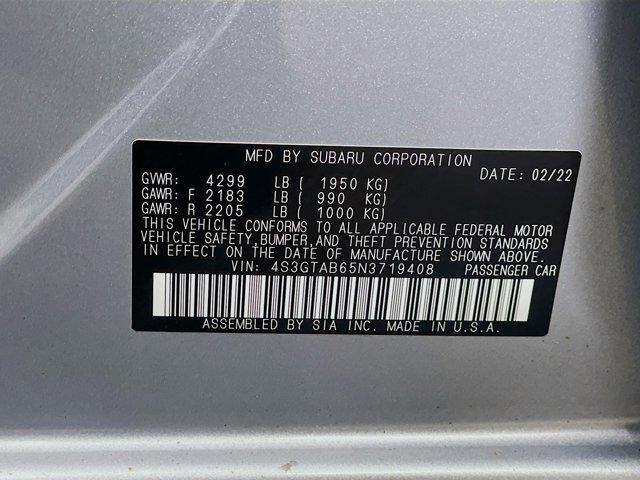 MFD BY SUBARU CORPORATION
DATE: 02/22
GVWR: 4299 LB ( 1950 KG)
GAWR: F 2183 LB ( 990 KG)
GAWR: R 2205 LB ( 1000 KG)
THIS VEHICLE CONFORMS TO ALL APPLICABLE FEDERAL MOTOR
VEHICLE SAFETY, BUMPER, AND THEFT PREVENTION STANDARDS
IN EFFECT ON THE DATE OF MANUFACTURE SHOWN ABOVE.
VIN: 4S3GTAB65N3719408 PASSENGER CAR
ASSEMBLED BY SIA INC. MADE IN U.S.A.